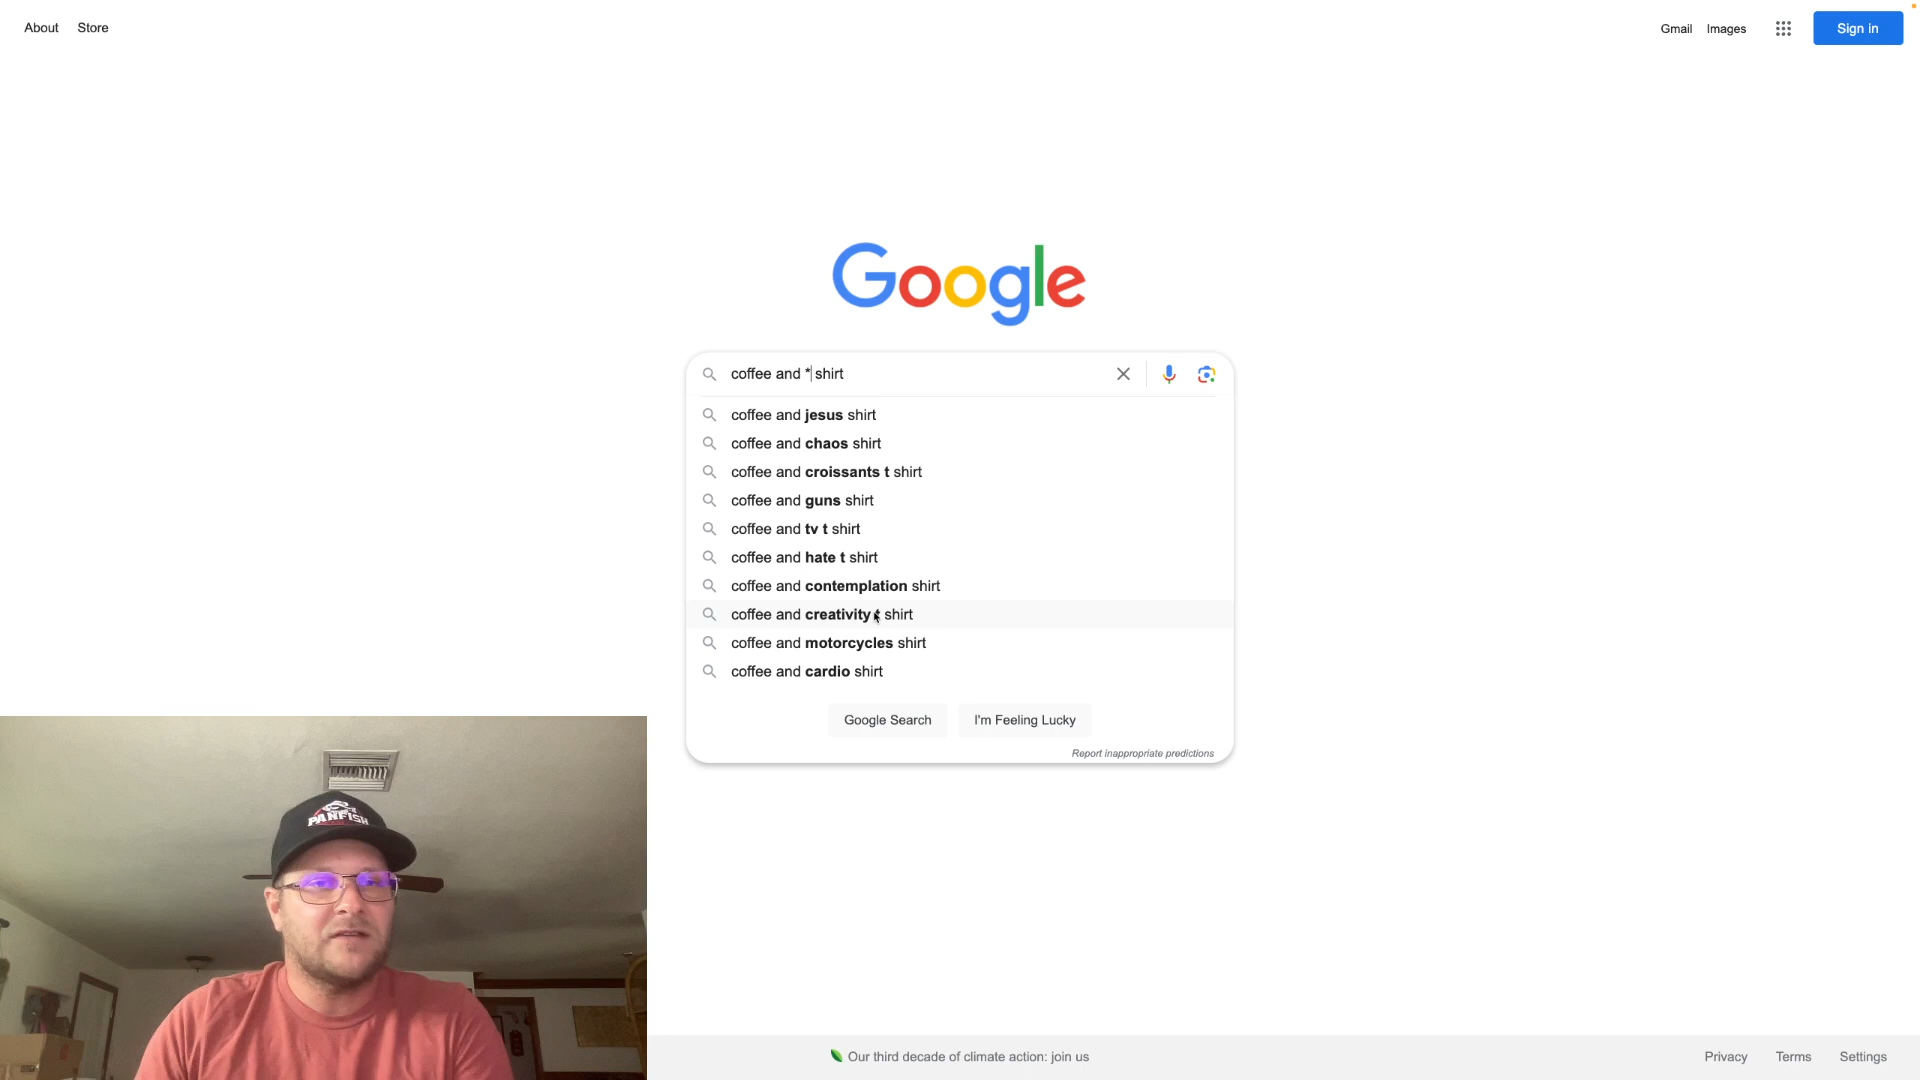 About Store
Gmail Images Sign in
Google
coffee and * shirt
coffee and jesus shirt
coffee and chaos shirt
coffee and croissants t shirt
coffee and guns shirt
coffee and tv t shirt
coffee and hate t shirt
coffee and contemplation shirt
coffee and creativity t shirt
coffee and motorcycles shirt
coffee and cardio shirt
Google Search I'm Feeling Lucky
Report inappropriate predictions
PANFISH
Our third decade of climate action: join us
Privacy Terms Settings